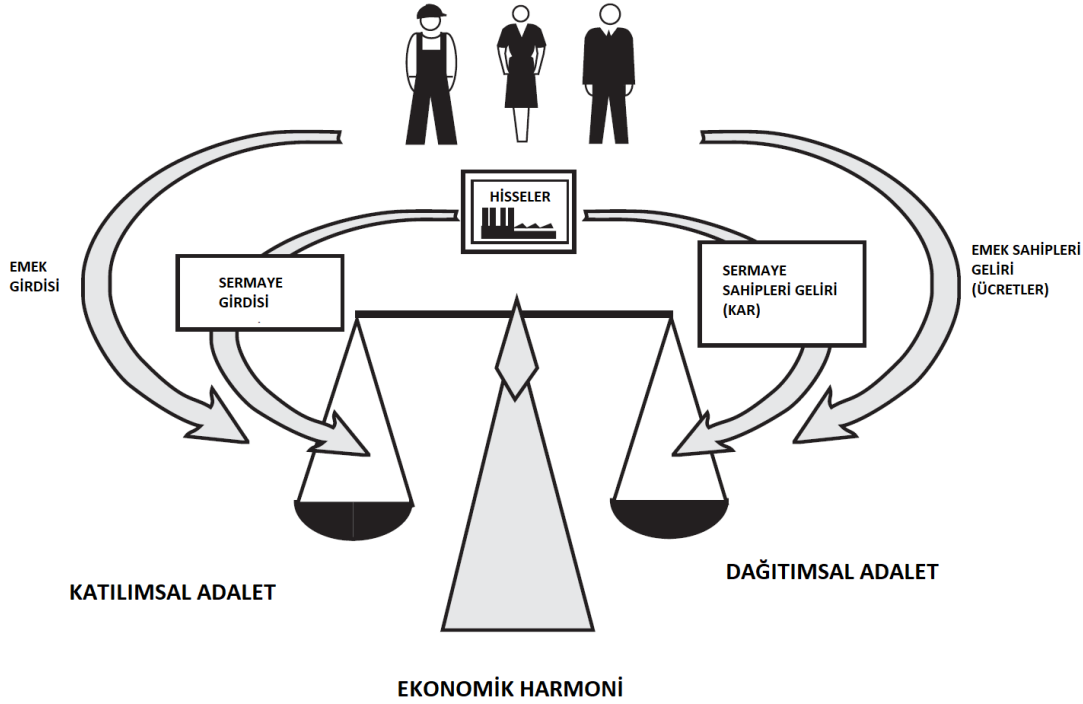 HİSSELER
EMEK
GİRDİSİ
SERMAYE
GİRDİSİ
SERMAYE
SAHİPLERİ GELİRİ
(KAR)
EMEK SAHİPLERİ
GELİRİ
(ÜCRETLER)
KATILIMSAL ADALET
DAĞITIMSAL ADALET
EKONOMİK HARMONİ